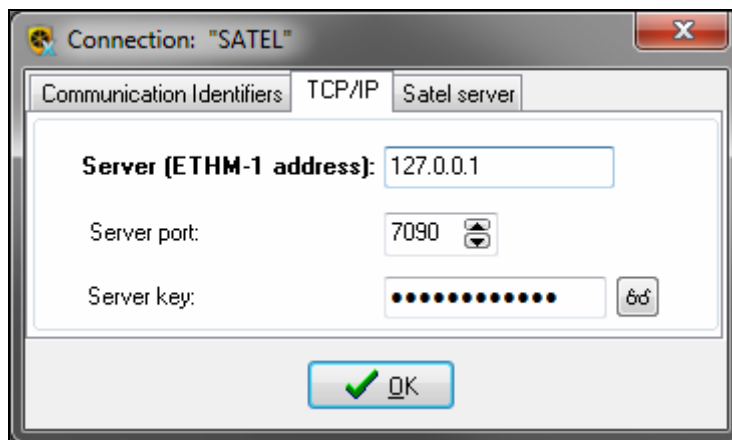 Connection: "SATEL"
Communication Identifiers TCP/IP Satel server
Server (ETHM-1 address): 127.0.0.1
Server port: 7090
Server key: ●●●●●●●●●●●●
OK